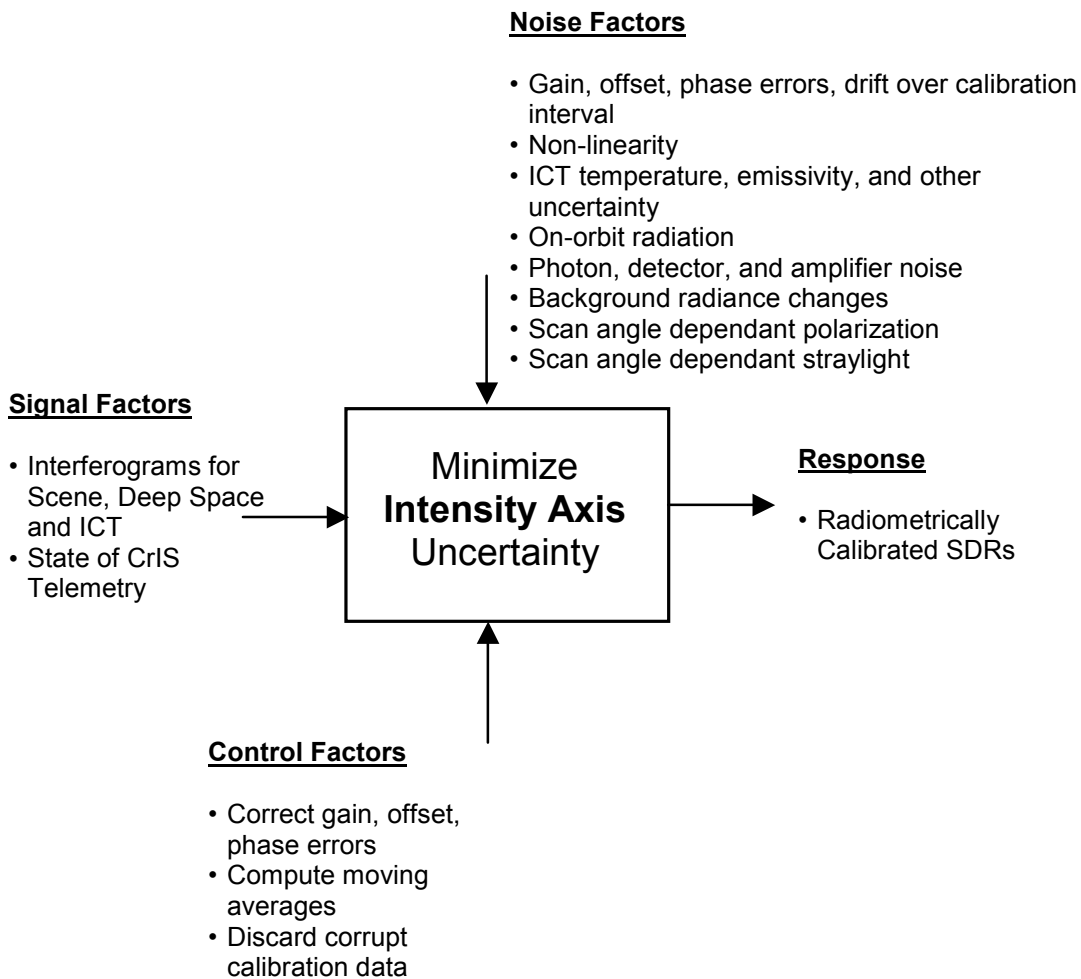 Noise Factors
• Gain, offset, phase errors, drift over calibration
interval
• Non-linearity
• ICT temperature, emissivity, and other
uncertainty
• On-orbit radiation
• Photon, detector, and amplifier noise
• Background radiance changes
• Scan angle dependant polarization
• Scan angle dependant straylight
Signal Factors
• Interferograms for
Scene, Deep Space
and ICT
• State of CrIS
Telemetry
Minimize
Intensity Axis
Uncertainty
Response
• Radiometrically
Calibrated SDRs
Control Factors
• Correct gain, offset,
phase errors
• Compute moving
averages
• Discard corrupt
calibration data